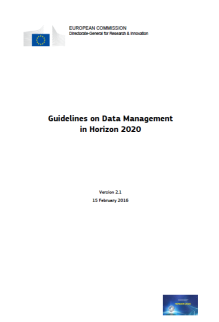 EUROPEAN COMMISSION
Directorate-General for Research & Innovation
Guidelines on Data Management
in Horizon 2020
Version 2.1
15 February 2016